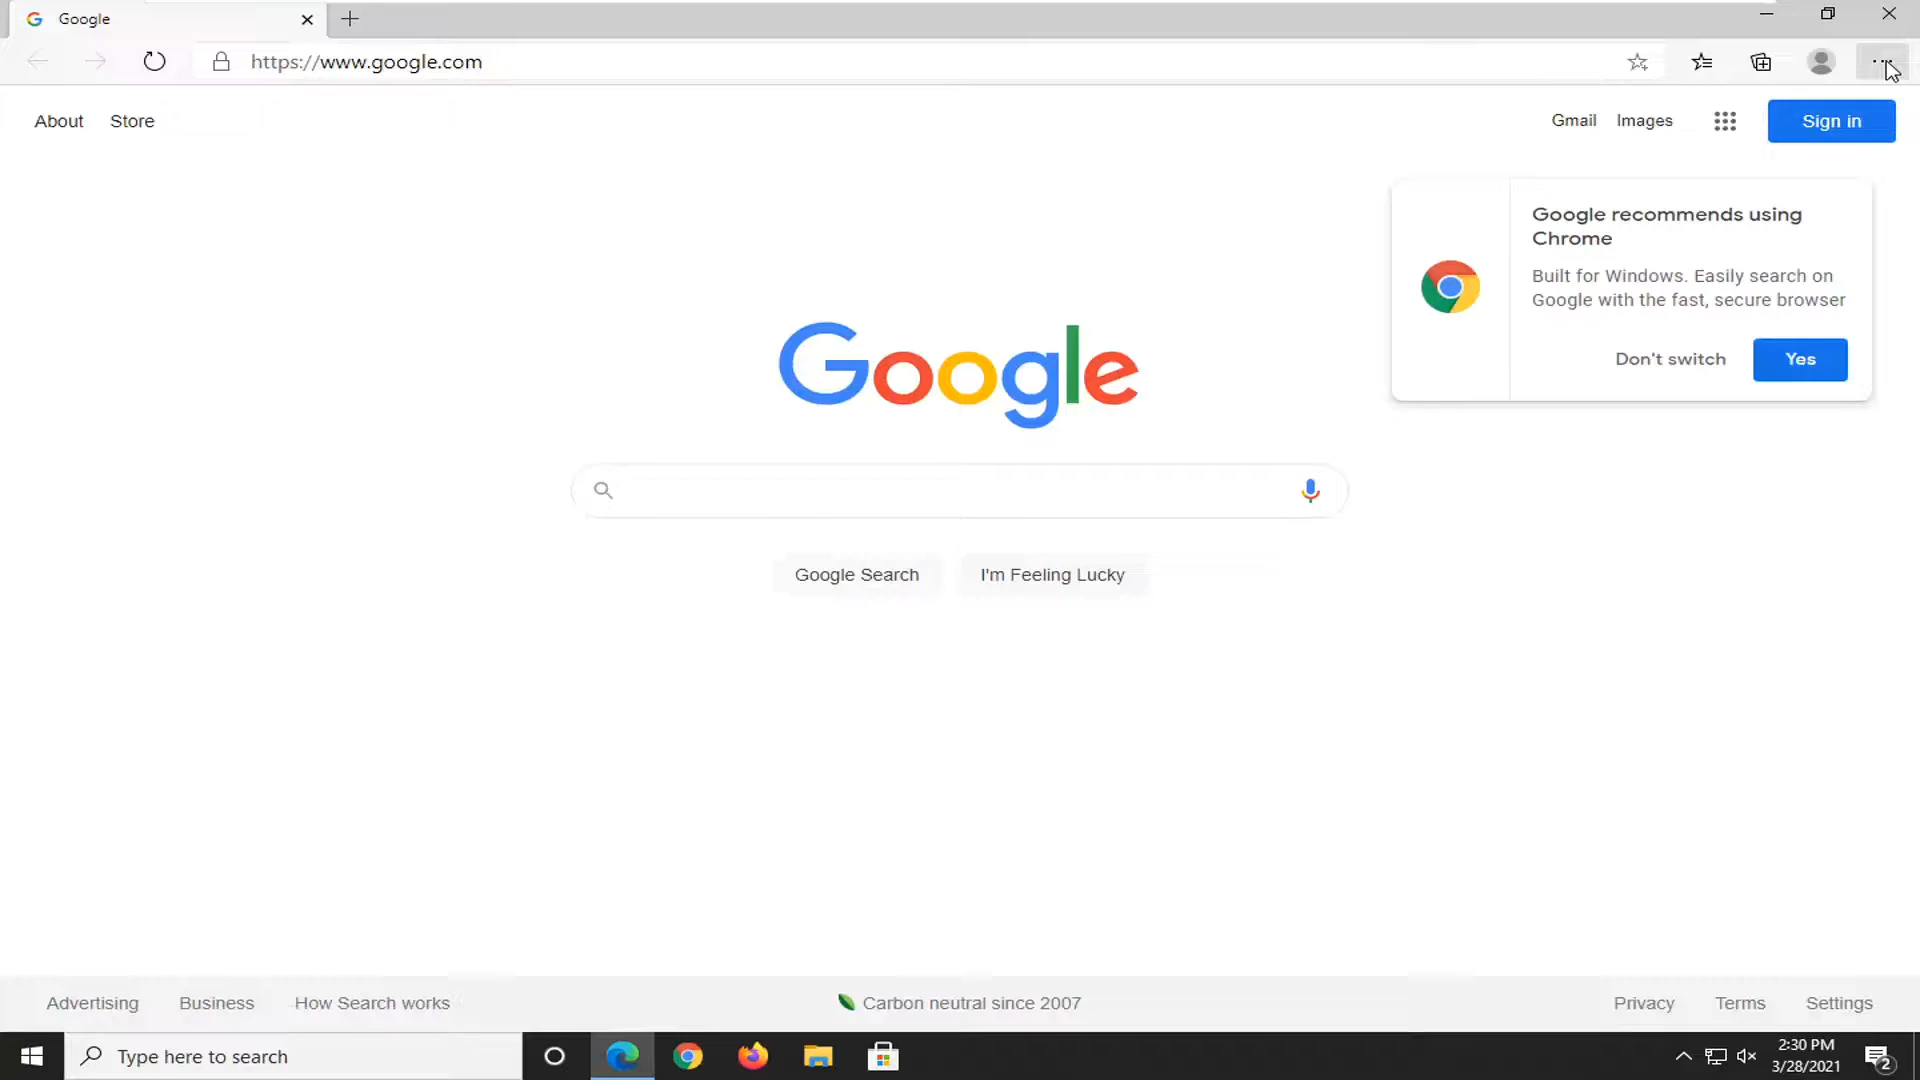 Google
https://www.google.com
About Store
Gmail Images Sign in
Google recommends using
Chrome
Built for Windows. Easily search on
Google with the fast, secure browser
Don't switch Yes
Google
Google Search I'm Feeling Lucky
Advertising Business How Search works
Carbon neutral since 2007
Privacy Terms Settings
Type here to search
2:30 PM
3/28/2021
2